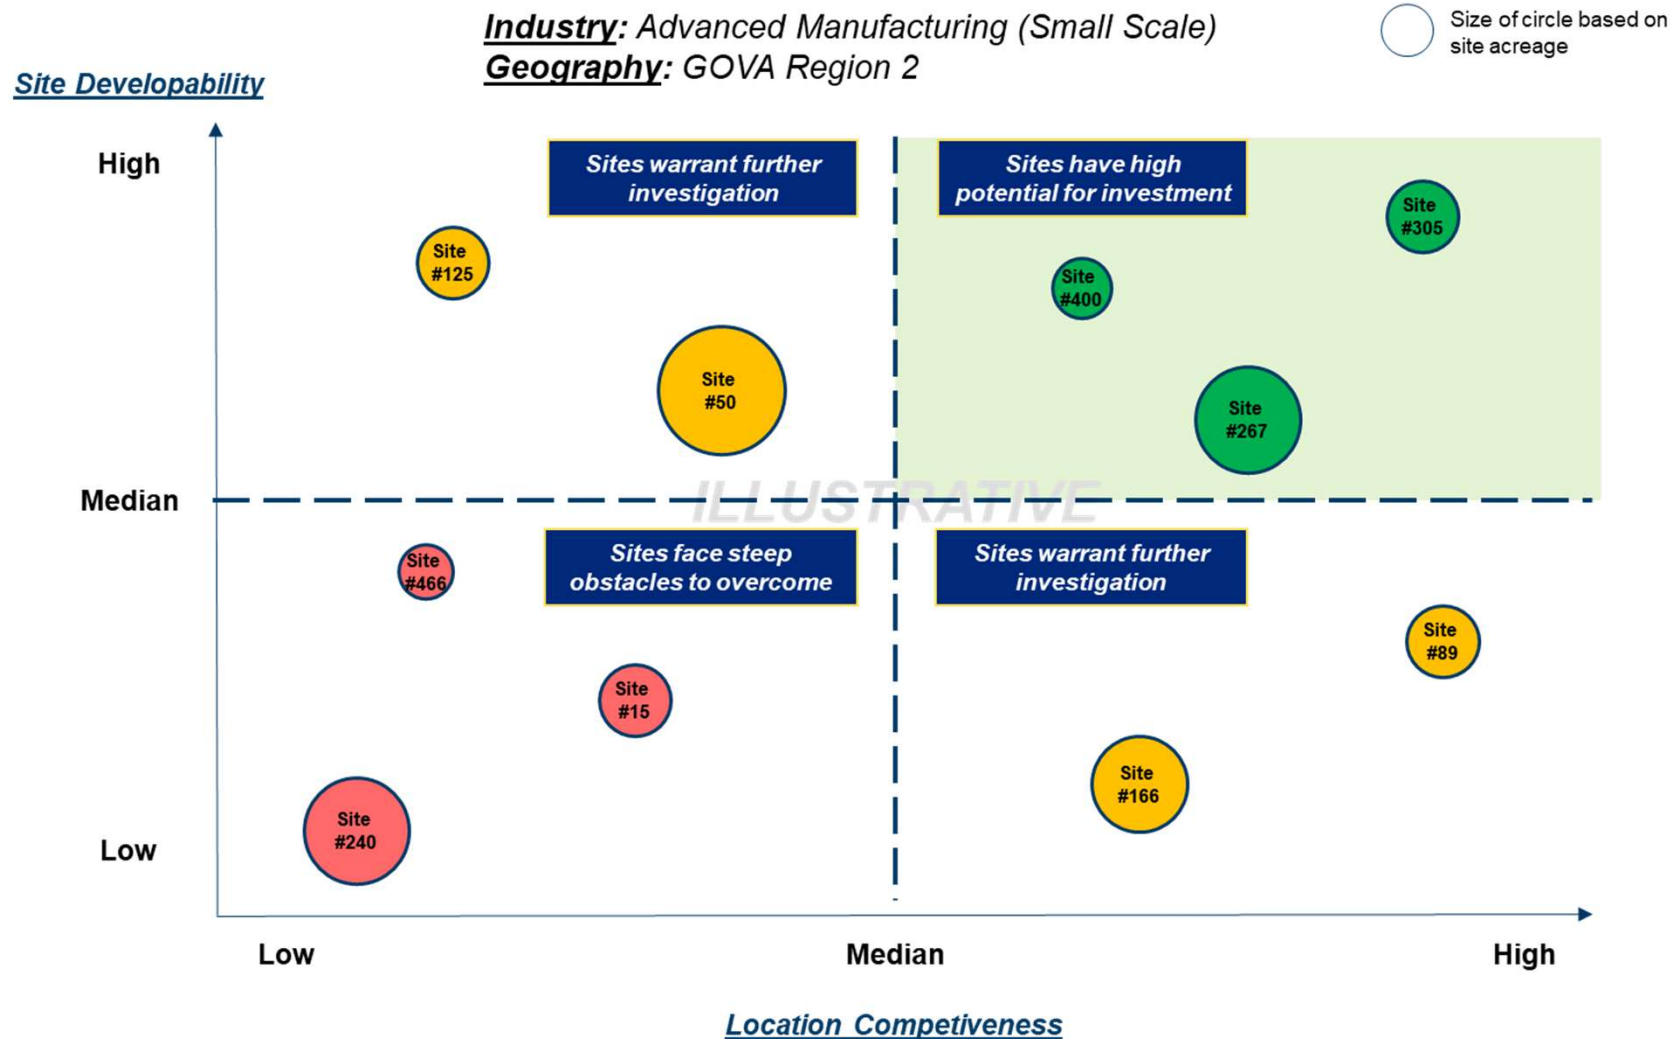 Industry: Advanced Manufacturing (Small Scale)
Geography: GOVA Region 2
Size of circle based on
site acreage
Site Developability
High
Sites warrant further
investigation
Sites have high
potential for investment
Site
#305
Site
#125
Site
#400
Site
#50
Site
#267
Median
ILLUSTRATIVE
Sites face steep
obstacles to overcome
Sites warrant further
investigation
Site
#466
Site
#89
Site
#15
Site
#166
Site
#240
Low
Low
Median
High
Location Competiveness